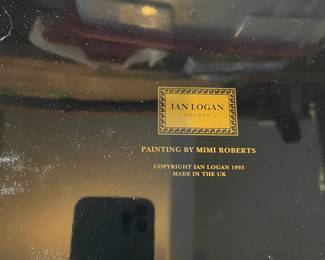 IAN LOGAN
LONDON
PAINTING BY MIMI ROBERTS
COPYRIGHT IAN LOGAN 1995
MADE IN THE UK